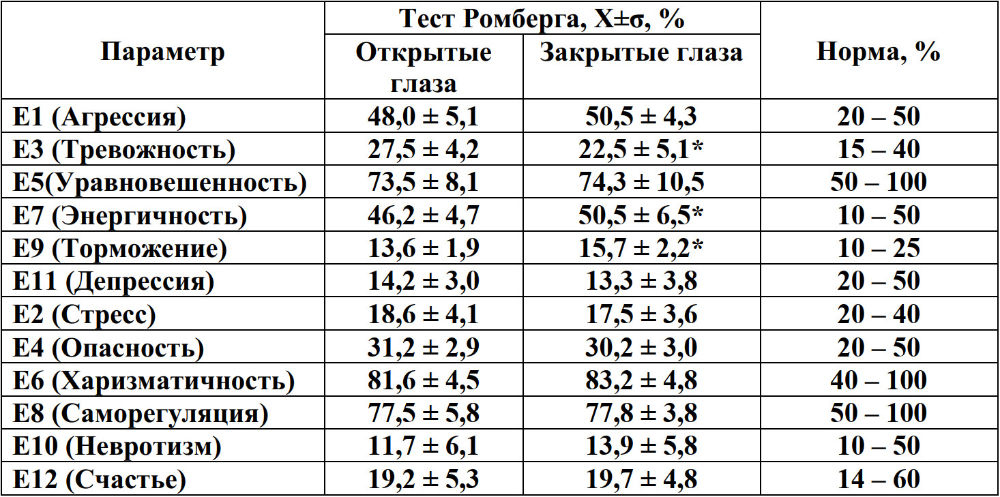 Параметр
Тест Ромберга, X±σ, %
Норма, %
Открытые
глаза
Закрытые глаза
E1 (Агрессия) 48,0 ± 5,1 50,5 ± 4,3 20 – 50
E3 (Тревожность) 27,5 ± 4,2 22,5 ± 5,1* 15 – 40
E5(Уравновешенность) 73,5 ± 8,1 74,3 ± 10,5 50 – 100
E7 (Энергичность) 46,2 ± 4,7 50,5 ± 6,5* 10 – 50
E9 (Торможение) 13,6 ± 1,9 15,7 ± 2,2* 10 – 25
E11 (Депрессия) 14,2 ± 3,0 13,3 ± 3,8 20 – 50
E2 (Стресс) 18,6 ± 4,1 17,5 ± 3,6 20 – 40
E4 (Опасность) 31,2 ± 2,9 30,2 ± 3,0 20 – 50
E6 (Харизматичность) 81,6 ± 4,5 83,2 ± 4,8 40 – 100
E8 (Саморегуляция) 77,5 ± 5,8 77,8 ± 3,8 50 – 100
E10 (Невротизм) 11,7 ± 6,1 13,9 ± 5,8 10 – 50
E12 (Счастье) 19,2 ± 5,3 19,7 ± 4,8 14 – 60